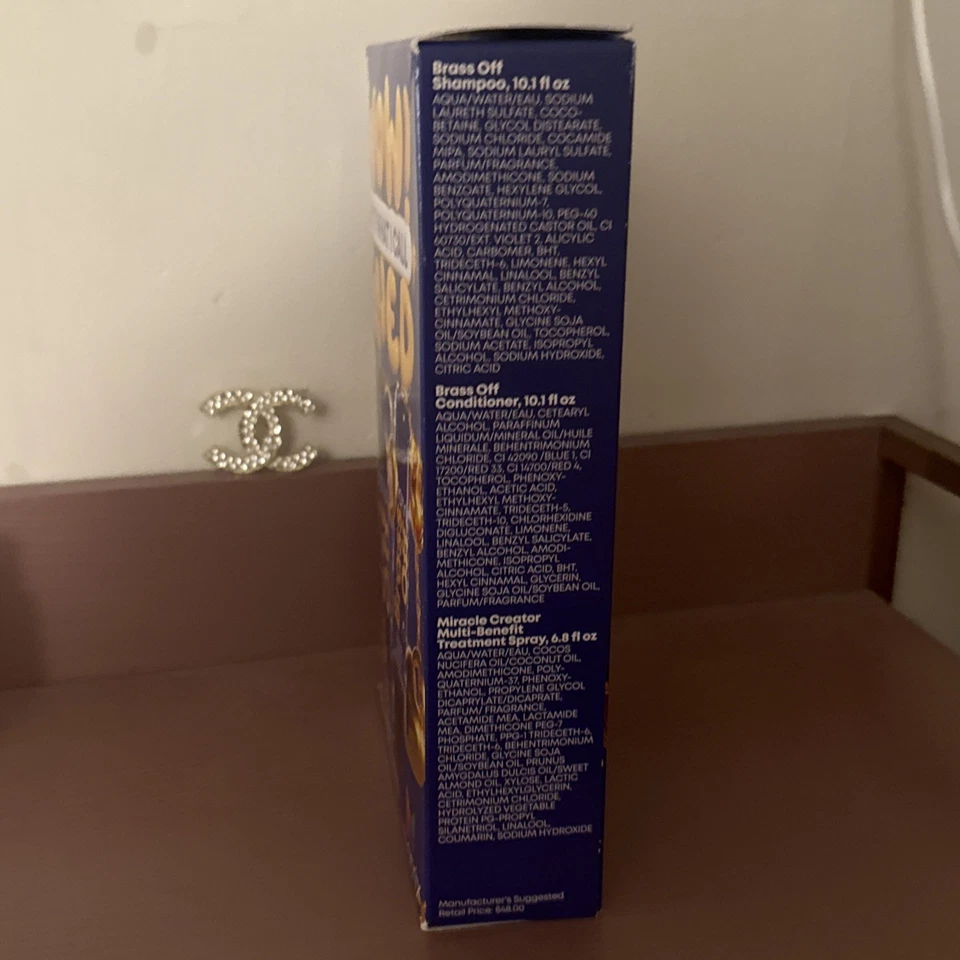 Brass Off
Shampoo, 10.1 fl oz
AQUA/WATER/EAU, SODIUM
LAURETH SULFATE, COCO-
BETAINE, GLYCOL DISTEARATE,
SODIUM CHLORIDE, COCAMIDE
MIPA, SODIUM LAURYL SULFATE,
PARFUM/FRAGRANCE,
AMODIMETHICONE, SODIUM
BENZOATE, HEXYLENE GLYCOL,
POLYQUATERNIUM-7,
POLYQUATERNIUM-10, PEG-40
HYDROGENATED CASTOR OIL, CI
60730/EXT. VIOLET 2, ALICYLIC
ACID, CARBOMER, BHT,
TRIDECETH-6, LIMONENE, HEXYL
CINNAMAL, LINALOOL, BENZYL
SALICYLATE, BENZYL ALCOHOL,
CETRIMONIUM CHLORIDE,
ETHYLHEXYL METHOXY-
CINNAMATE, GLYCINE SOJA
OIL/SOYBEAN OIL, TOCOPHEROL,
SODIUM ACETATE, ISOPROPYL
ALCOHOL, SODIUM HYDROXIDE,
CITRIC ACID
Brass Off
Conditioner, 10.1 fl oz
AQUA/WATER/EAU, CETEARYL
ALCOHOL, PARAFFINUM
LIQUIDUM/MINERAL OIL/HUILE
MINERALE, BEHENTRIMONIUM
CHLORIDE, CI 42090 /BLUE 1, CI
17200/RED 33, CI 14700/RED 4,
TOCOPHEROL, PHENOXY-
ETHANOL, ACETIC ACID,
ETHYLHEXYL METHOXY-
CINNAMATE, TRIDECETH-5,
TRIDECETH-10, CHLORHEXIDINE
DIGLUCONATE, LIMONENE,
LINALOOL, BENZYL SALICYLATE,
BENZYL ALCOHOL, AMODI-
METHICONE, ISOPROPYL
ALCOHOL, CITRIC ACID, BHT,
HEXYL CINNAMAL, GLYCERIN,
GLYCINE SOJA OIL/SOYBEAN OIL,
PARFUM/FRAGRANCE
Miracle Creator
Multi-Benefit
Treatment Spray, 6.8 fl oz
AQUA/WATER/EAU, COCOS
NUCIFERA OIL/COCONUT OIL,
AMODIMETHICONE, POLY-
QUATERNIUM-37, PHENOXY-
ETHANOL, PROPYLENE GLYCOL
DICAPRYLATE/DICAPRATE,
PARFUM/ FRAGRANCE,
ACETAMIDE MEA, LACTAMIDE
MEA, DIMETHICONE PEG-7
PHOSPHATE, PPG-1 TRIDECETH-6,
TRIDECETH-6, BEHENTRIMONIUM
CHLORIDE, GLYCINE SOJA
OIL/SOYBEAN OIL, PRUNUS
AMYGDALUS DULCIS OIL/SWEET
ALMOND OIL, XYLOSE, LACTIC
ACID, ETHYLHEXYLGLYCERIN,
CETRIMONIUM CHLORIDE,
HYDROLYZED VEGETABLE
PROTEIN PG-PROPYL
SILANETRIOL, LINALOOL,
COUMARIN, SODIUM HYDROXIDE
Manufacturer's Suggested
Retail Price: $48.00